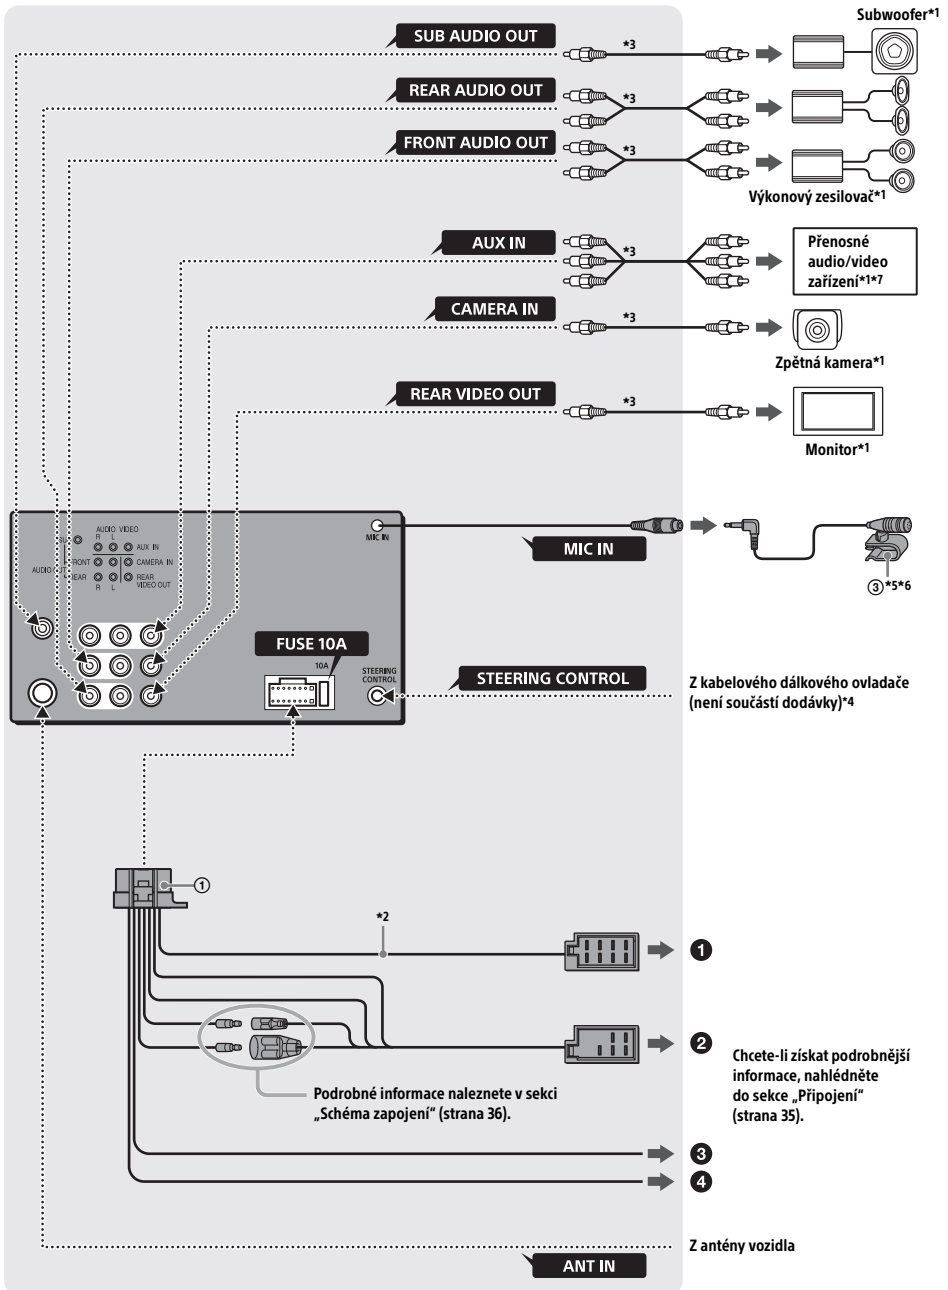 Subwoofer*1
SUB AUDIO OUT
*3
REAR AUDIO OUT
*3
FRONT AUDIO OUT
*3
Výkonový zesilovač*1
AUX IN
*3
Přenosné
audio/video
zařízení*1*7
CAMERA IN
*3
Zpětná kamera*1
REAR VIDEO OUT
*3
Monitor*1
AUDIO VIDEO
R L
SUB
AUX IN
AUDIO OUT
FRONT
CAMERA IN
REAR
REAR
VIDEO OUT
R L
MIC IN
MIC IN
③*5*6
FUSE 10A
10A
STEERING
CONTROL
STEERING CONTROL
Z kabelového dálkového ovladače
(není součástí dodávky)*4
①
*2
❶
❷
Podrobné informace naleznete v sekci
„Schéma zapojení“ (strana 36).
Chcete-li získat podrobnější
informace, nahlédněte
do sekce „Připojení“
(strana 35).
❸
❹
Z antény vozidla
ANT IN